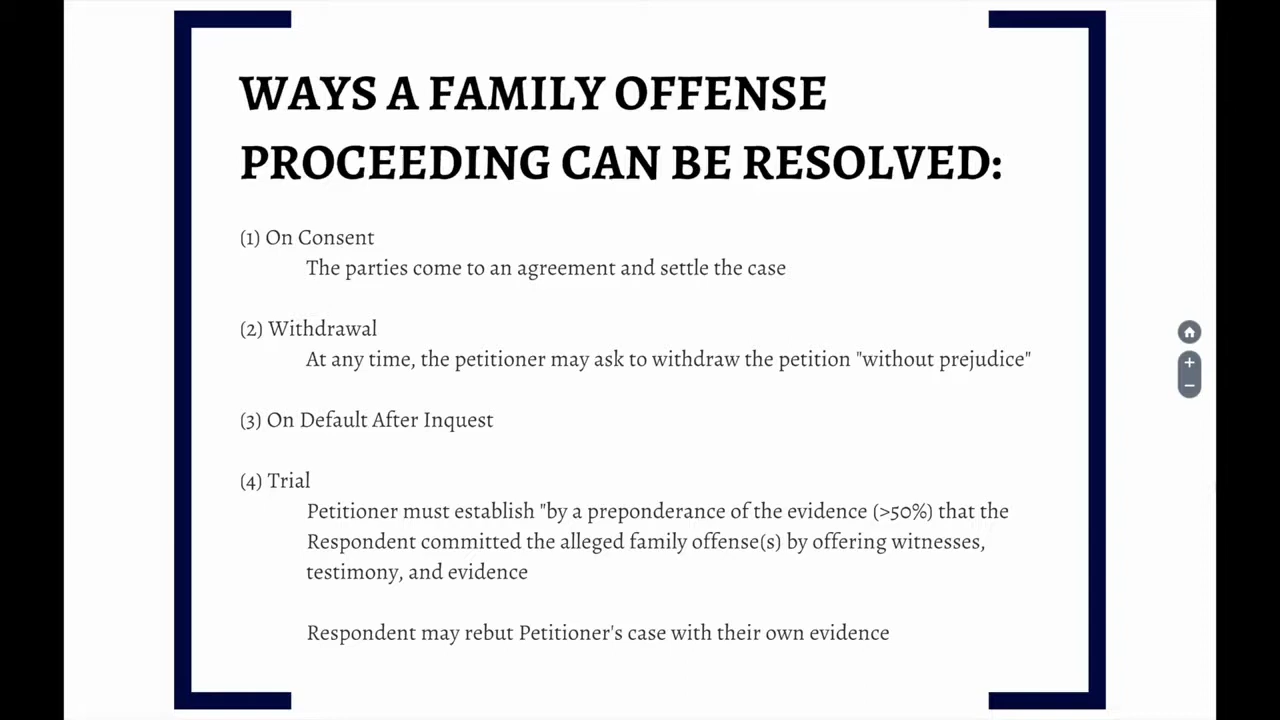 WAYS A FAMILY OFFENSE
PROCEEDING CAN BE RESOLVED:
(1) On Consent
The parties come to an agreement and settle the case
(2) Withdrawal
At any time, the petitioner may ask to withdraw the petition "without prejudice"
(3) On Default After Inquest
(4) Trial
Petitioner must establish "by a preponderance of the evidence (>50%) that the
Respondent committed the alleged family offense(s) by offering witnesses,
testimony, and evidence
Respondent may rebut Petitioner's case with their own evidence